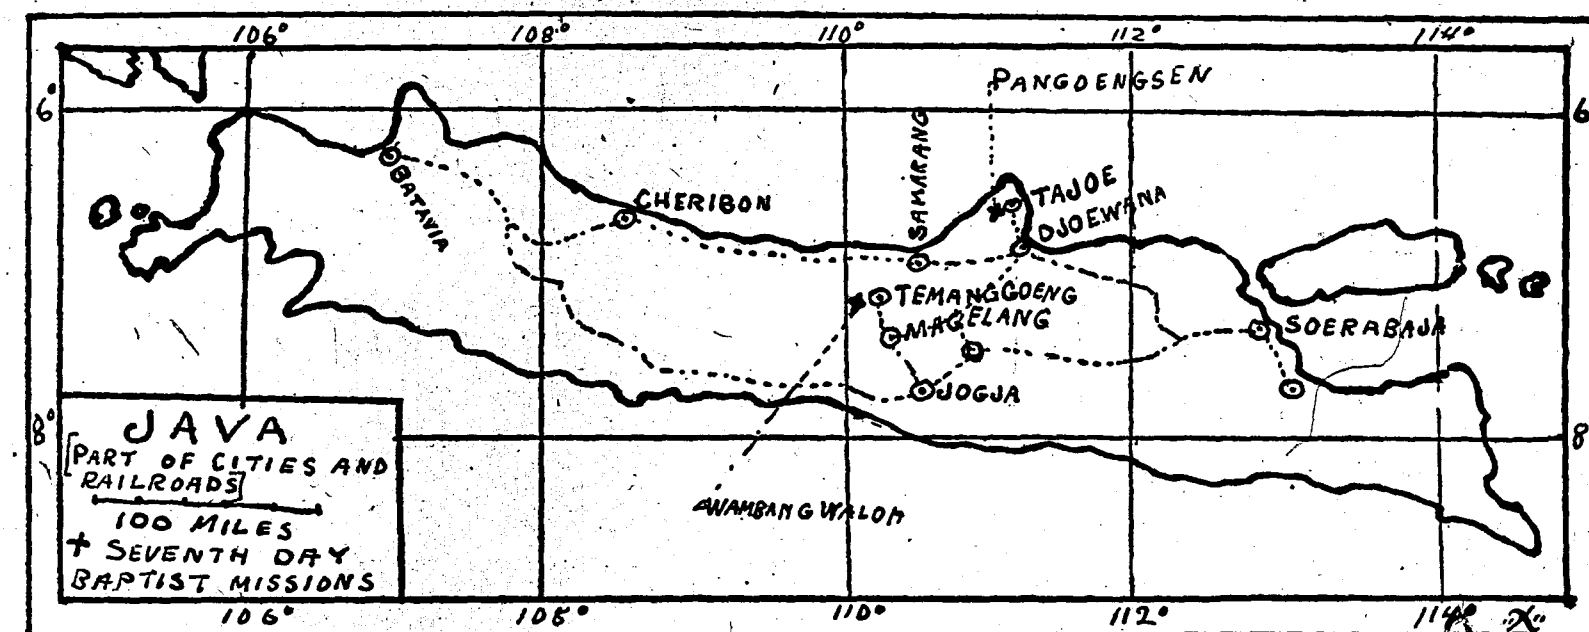 106° 108° 110° 112° 114°
PANGOENGSEN
6° 6
SAMARANG
TAJOE
DJOEWANA
CHERIBON
BATAVIA
TEMANGGOENG
MAGELANG
SOERABAJA
JOGJA
8° 8
JAVA
[PART OF CITIES AND
RAILROADS]
100 MILES
+ SEVENTH DAY
BAPTIST MISSIONS
106° 108° 110° 112° 114° "X"